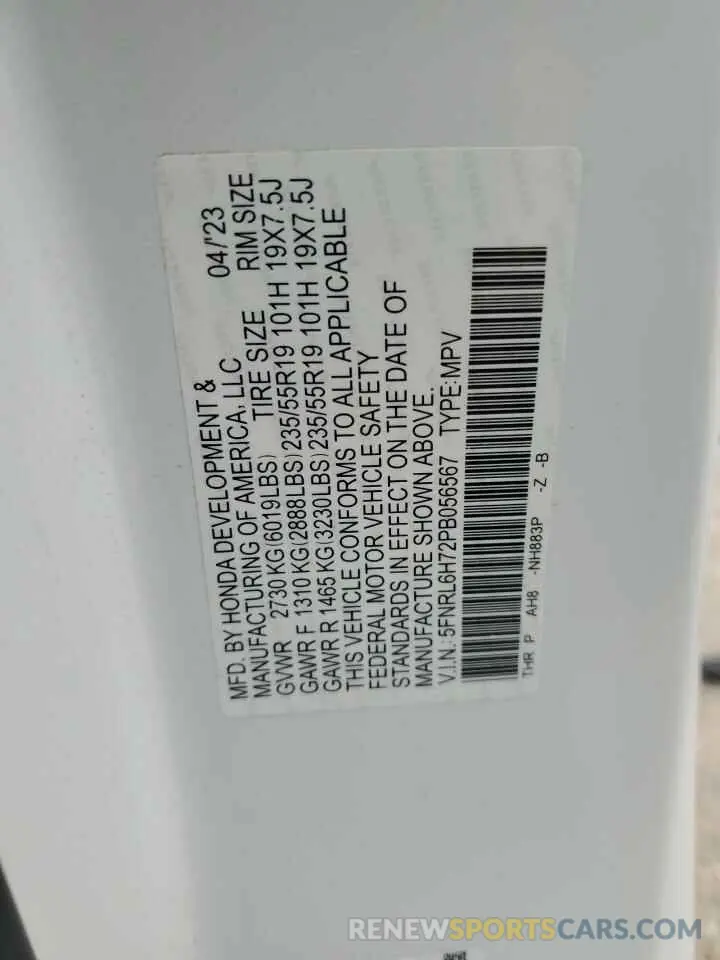 MFD. BY HONDA DEVELOPMENT &
MANUFACTURING OF AMERICA, LLC 04/'23
TIRE SIZE RIM SIZE
GVWR 2730 KG(6019LBS)
GAWR F 1310 KG(2888LBS) 235/55R19 101H 19X7.5J
GAWR R 1465 KG(3230LBS) 235/55R19 101H 19X7.5J
THIS VEHICLE CONFORMS TO ALL APPLICABLE
FEDERAL MOTOR VEHICLE SAFETY
STANDARDS IN EFFECT ON THE DATE OF
MANUFACTURE SHOWN ABOVE.
V.I.N.: 5FNRL6H72PB056567 TYPE: MPV
THR P AH8 -NH883P -Z -B
RENEWSPORTSCARS.COM